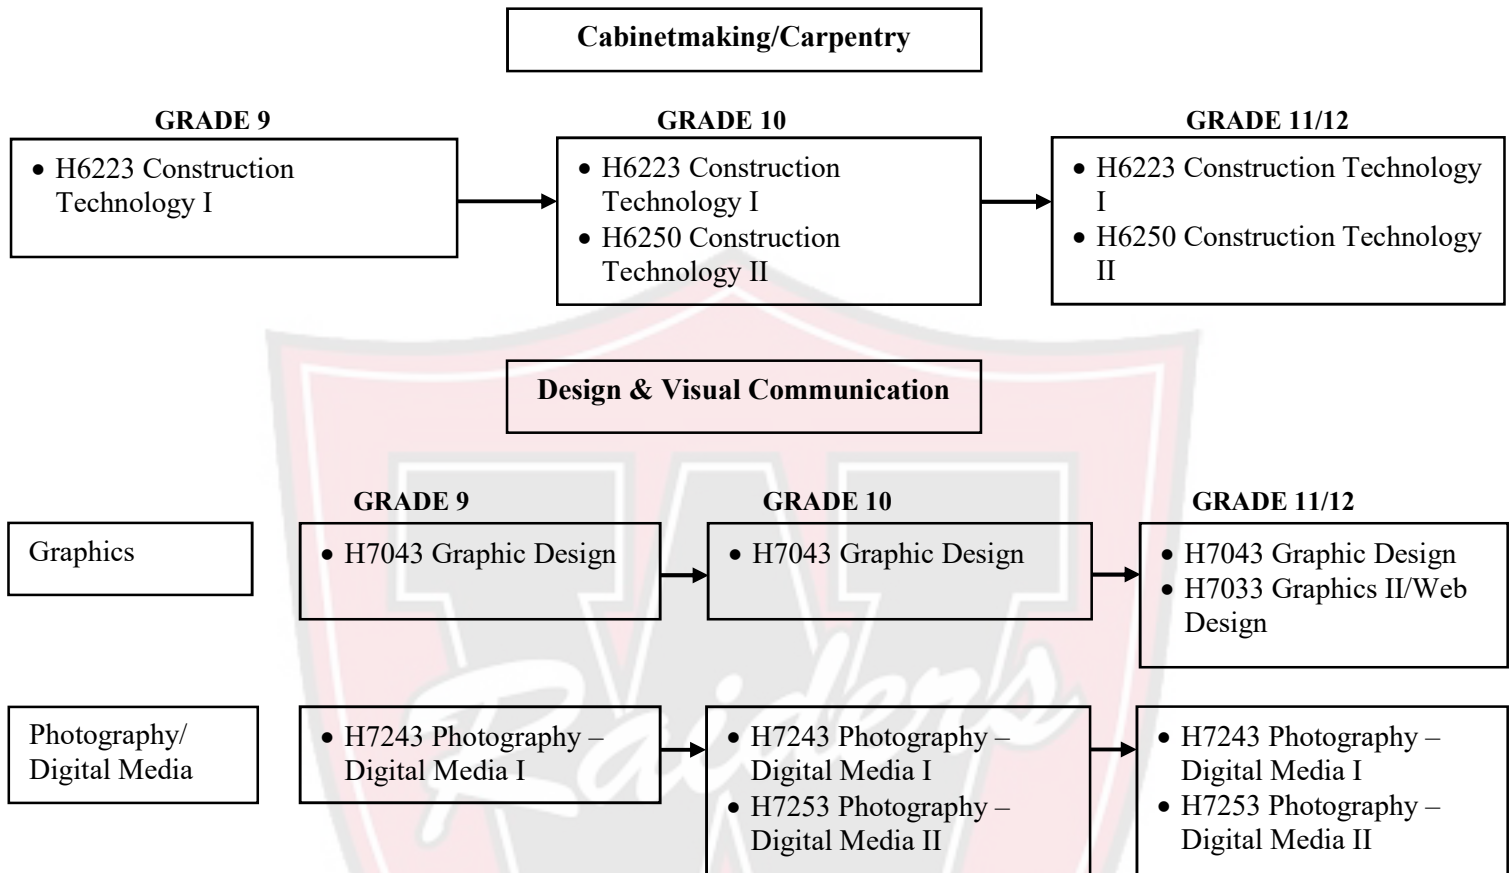 Cabinetmaking/Carpentry
GRADE 9
GRADE 10
GRADE 11/12
• H6223 Construction
Technology I
• H6223 Construction
Technology I
• H6250 Construction
Technology II
• H6223 Construction Technology
I
• H6250 Construction Technology
II
Design & Visual Communication
GRADE 9
GRADE 10
GRADE 11/12
Graphics
• H7043 Graphic Design
• H7043 Graphic Design
• H7043 Graphic Design
• H7033 Graphics II/Web
Design
W
Raiders
Photography/
Digital Media
• H7243 Photography –
Digital Media I
• H7243 Photography –
Digital Media I
• H7253 Photography –
Digital Media II
• H7243 Photography –
Digital Media I
• H7253 Photography –
Digital Media II